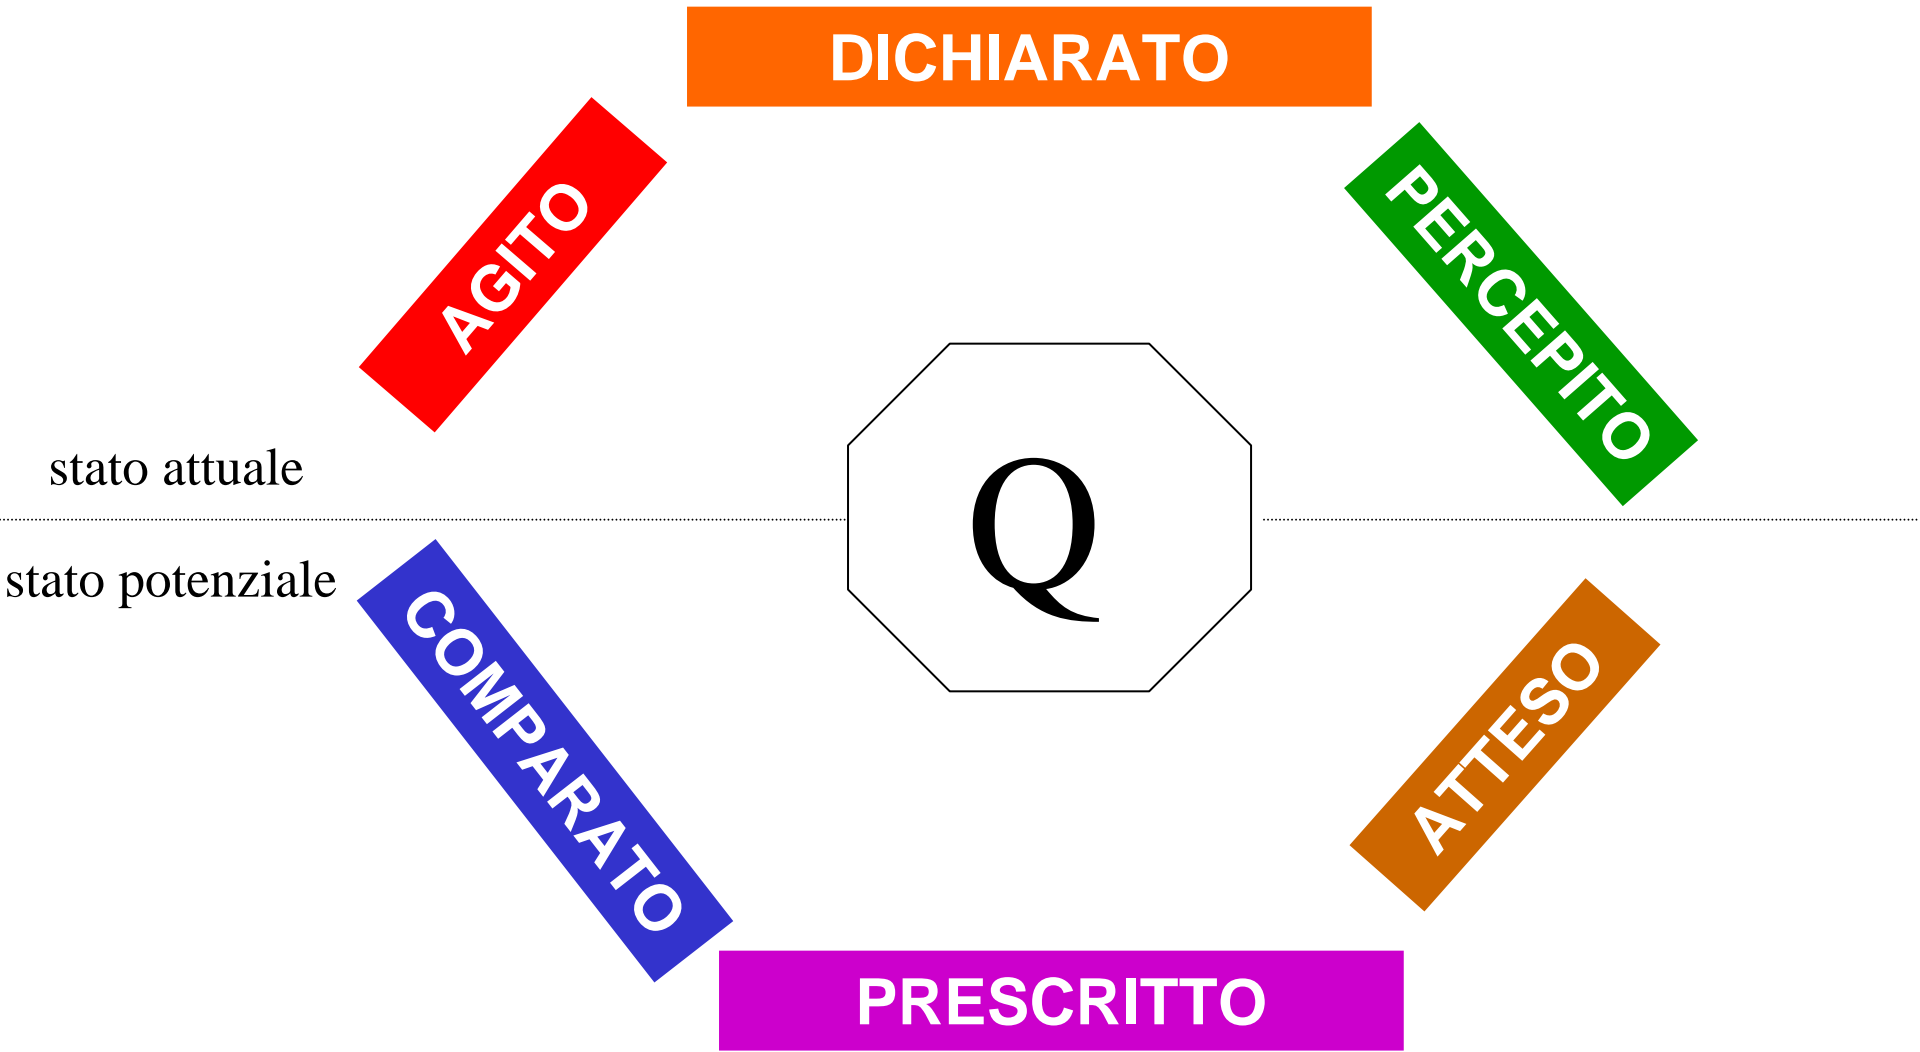 DICHIARATO
AGITO
PERCEPITO
stato attuale
Q
stato potenziale
COMPARATO
ATTESO
PRESCRITTO